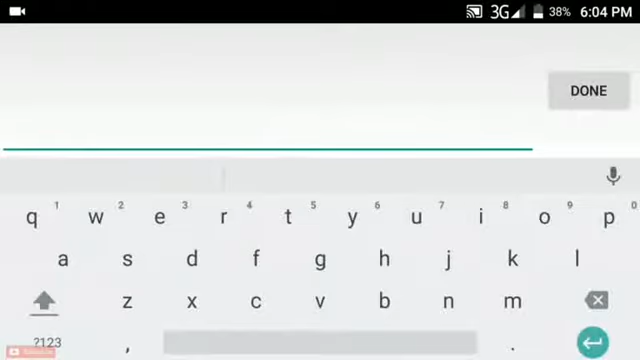 3G 38% 6:04 PM
DONE
1 2 3 4 5 6 7 8 9 0
q w e r t y u i o p
a s d f g h j k l
z x c v b n m
?123 , .